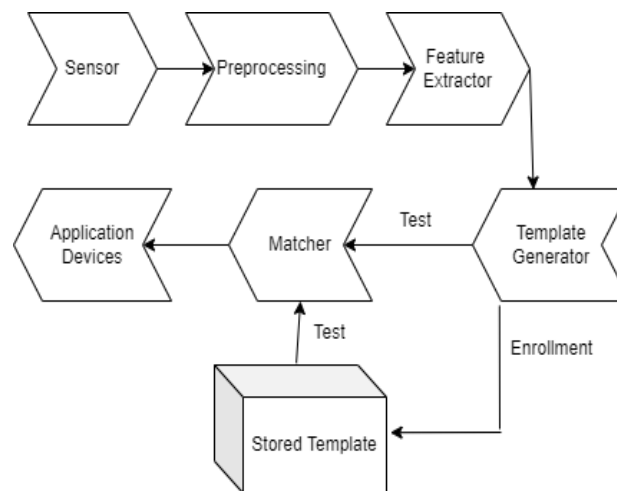 Sensor
Preprocessing
Feature
Extractor
Application
Devices
Matcher
Test
Template
Generator
Test
Enrollment
Stored Template